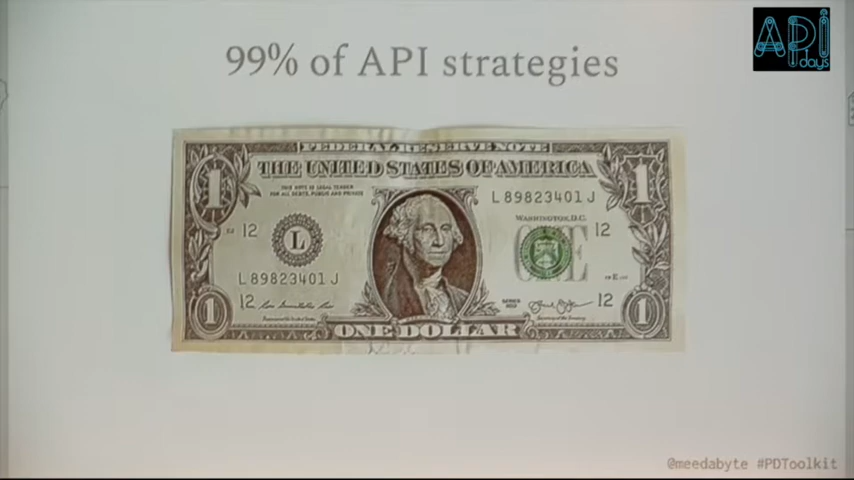 99% of API strategies
API
days
FEDERAL RESERVE NOTE
THE UNITED STATES OF AMERICA
THIS NOTE IS LEGAL TENDER
FOR ALL DEBTS, PUBLIC AND PRIVATE
L 89823401 J
WASHINGTON, D.C.
1
1
12
L
12
L 89823401 J
12
12
1
1
ONE DOLLAR
@meedabyte #PDToolkit